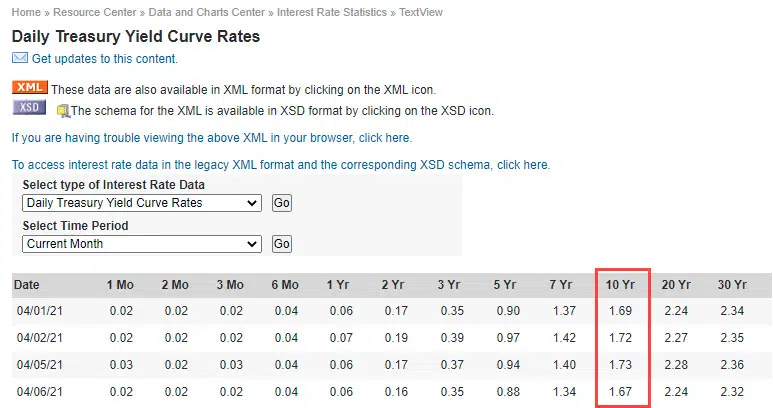 Home » Resource Center » Data and Charts Center » Interest Rate Statistics » TextView
Daily Treasury Yield Curve Rates
Get updates to this content.
XML These data are also available in XML format by clicking on the XML icon.
XSD The schema for the XML is available in XSD format by clicking on the XSD icon.
If you are having trouble viewing the above XML in your browser, click here.
To access interest rate data in the legacy XML format and the corresponding XSD schema, click here.
Select type of Interest Rate Data
Daily Treasury Yield Curve Rates Go
Select Time Period
Current Month Go
Date 1 Mo 2 Mo 3 Mo 6 Mo 1 Yr 2 Yr 3 Yr 5 Yr 7 Yr 10 Yr 20 Yr 30 Yr
04/01/21 0.02 0.02 0.02 0.04 0.06 0.17 0.35 0.90 1.37 1.69 2.24 2.34
04/02/21 0.02 0.02 0.02 0.04 0.07 0.19 0.39 0.97 1.42 1.72 2.27 2.35
04/05/21 0.03 0.02 0.03 0.04 0.06 0.17 0.37 0.94 1.40 1.73 2.28 2.36
04/06/21 0.02 0.02 0.02 0.04 0.06 0.16 0.35 0.88 1.34 1.67 2.24 2.32